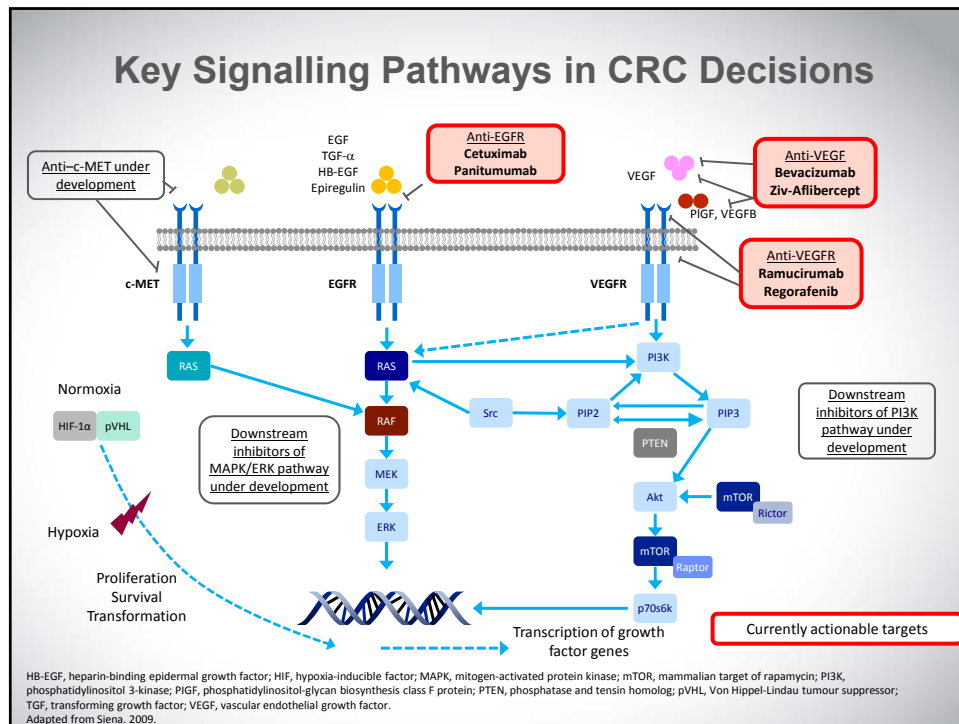 Key Signalling Pathways in CRC Decisions
Anti–c-MET under
development
EGF
TGF-α
HB-EGF
Epiregulin
Anti-EGFR
Cetuximab
Panitumumab
VEGF
PlGF, VEGFB
Anti-VEGF
Bevacizumab
Ziv-Aflibercept
Anti-VEGFR
Ramucirumab
Regorafenib
c-MET
EGFR
VEGFR
RAS
RAS
PI3K
Normoxia
HIF-1α
pVHL
RAF
Src
PIP2
PIP3
PTEN
Downstream
inhibitors of
MAPK/ERK pathway
under development
Downstream
inhibitors of PI3K
pathway under
development
MEK
Akt
mTOR
Rictor
Hypoxia
ERK
mTOR
Raptor
Proliferation
Survival
Transformation
p70s6k
Transcription of growth
factor genes
Currently actionable targets
HB-EGF, heparin-binding epidermal growth factor; HIF, hypoxia-inducible factor; MAPK, mitogen-activated protein kinase; mTOR, mammalian target of rapamycin; PI3K,
phosphatidylinositol 3-kinase; PIGF, phosphatidylinositol-glycan biosynthesis class F protein; PTEN, phosphatase and tensin homolog; pVHL, Von Hippel-Lindau tumour suppressor;
TGF, transforming growth factor; VEGF, vascular endothelial growth factor.
Adapted from Siena. 2009.